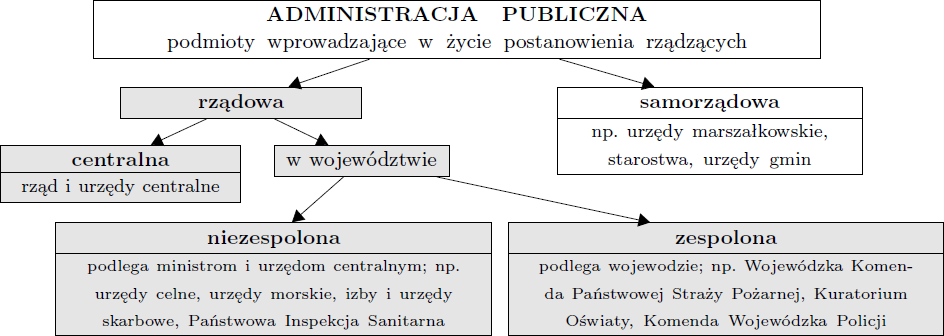 ADMINISTRACJA PUBLICZNA
podmioty wprowadzające w życie postanowienia rządzących
rządowa
samorządowa
np. urzędy marszałkowskie,
starostwa, urzędy gmin
centralna
rząd i urzędy centralne
w województwie
niezespolona
podlega ministrom i urzędom centralnym; np.
urzędy celne, urzędy morskie, izby i urzędy
skarbowe, Państwowa Inspekcja Sanitarna
zespolona
podlega wojewodzie; np. Wojewódzka Komen-
da Państwowej Straży Pożarnej, Kuratorium
Oświaty, Komenda Wojewódzka Policji